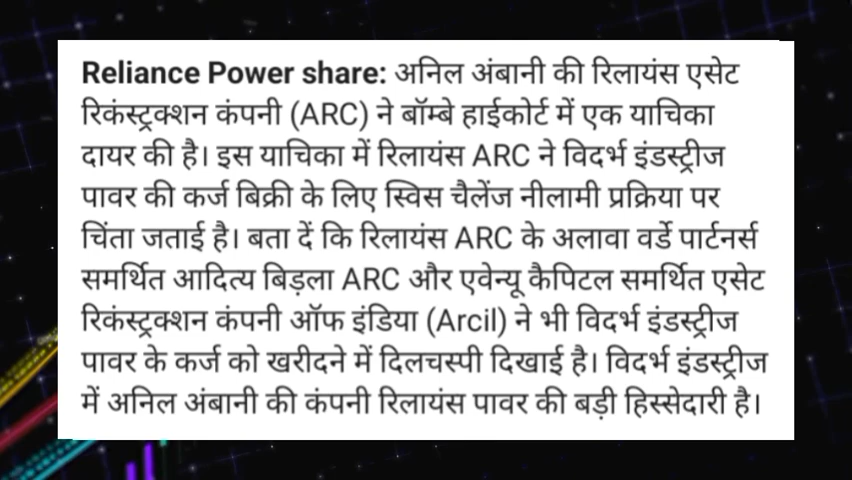 Reliance Power share: अनिल अंबानी की रिलायंस एसेट
रिकंस्ट्रक्शन कंपनी (ARC) ने बॉम्बे हाईकोर्ट में एक याचिका
दायर की है। इस याचिका में रिलायंस ARC ने विदर्भ इंडस्ट्रीज
पावर की कर्ज बिक्री के लिए स्विस चैलेंज नीलामी प्रक्रिया पर
चिंता जताई है। बता दें कि रिलायंस ARC के अलावा वर्डे पार्टनर्स
समर्थित आदित्य बिड़ला ARC और एवेन्यू कैपिटल समर्थित एसेट
रिकंस्ट्रक्शन कंपनी ऑफ इंडिया (Arcil) ने भी विदर्भ इंडस्ट्रीज
पावर के कर्ज को खरीदने में दिलचस्पी दिखाई है। विदर्भ इंडस्ट्रीज
में अनिल अंबानी की कंपनी रिलायंस पावर की बड़ी हिस्सेदारी है।